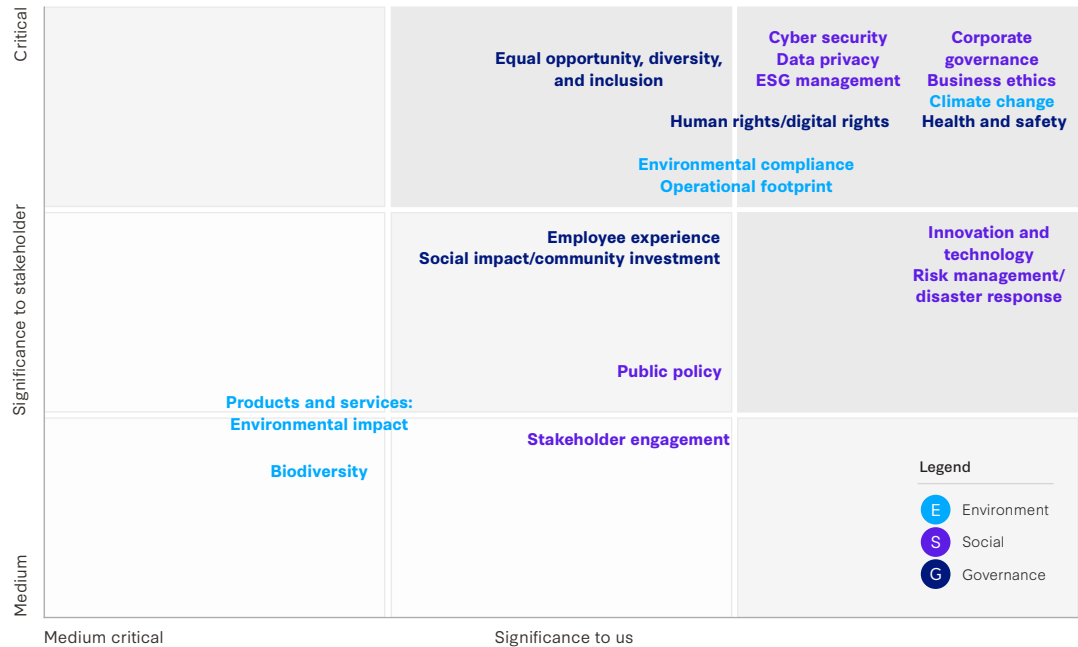 Critical
Significance to stakeholder
Medium
Equal opportunity, diversity,
and inclusion
Cyber security
Data privacy
ESG management
Corporate
governance
Business ethics
Climate change
Health and safety
Human rights/digital rights
Environmental compliance
Operational footprint
Employee experience
Social impact/community investment
Innovation and
technology
Risk management/
disaster response
Public policy
Products and services:
Environmental impact
Stakeholder engagement
Biodiversity
Legend
E Environment
S Social
G Governance
Medium critical
Significance to us